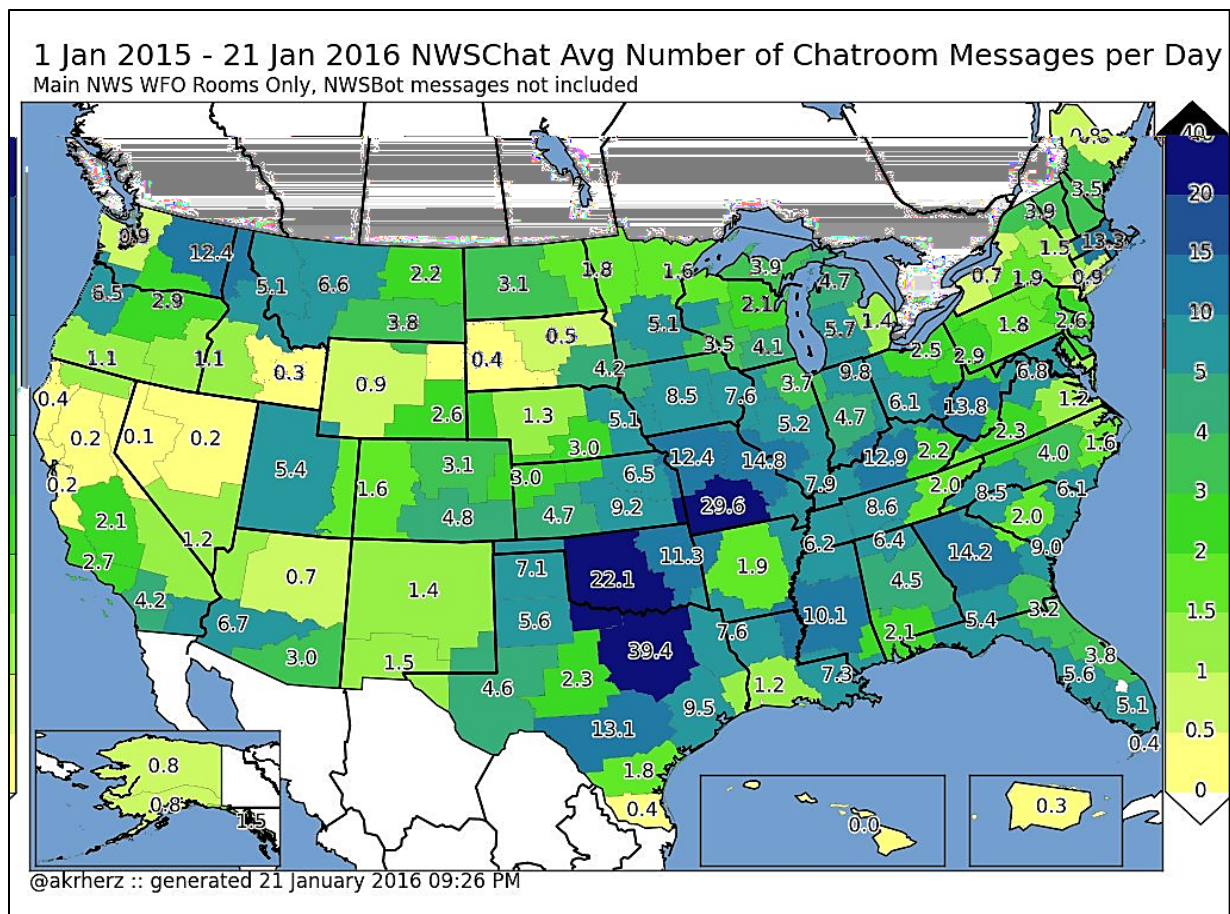 1 Jan 2015 - 21 Jan 2016 NWSChat Avg Number of Chatroom Messages per Day
Main NWS WFO Rooms Only, NWSBot messages not included
0.8 40
3.5
3.9 20
0.9 12.4 1.5 13.3 15
5.1 6.6 2.2 3.1 1.8 1.6 3.9 4.7 0.7 1.9 0.9
6.5 2.9 3.8 0.5 5.1 2.1 5.7 1.4 1.8 2.6 10
1.1 1.1 0.3 0.4 4.2 3.5 4.1 2.5 2.9
0.4 0.9 2.6 1.3 5.1 8.5 7.6 3.7 9.8 6.1 13.8 6.8 1.2 5
0.2 0.1 0.2 3.0 5.2 4.7 2.3 1.6 4
0.2 5.4 1.6 3.1 3.0 6.5 12.4 14.8 7.9 12.9 2.2 4.0
2.1 4.8 4.7 9.2 29.6 8.6 2.0 8.5 6.1 3
2.7 1.2 2.0
0.7 1.4 7.1 22.1 11.3 1.9 6.2 6.4 14.2 9.0 2
4.2 6.7 5.6 10.1 4.5 3.2 1.5
3.0 1.5 39.4 7.6 2.1 5.4
4.6 2.3 1.2 7.3 3.8 5.6 1
13.1 9.5 5.1
0.4 0.5
0.8 1.8
0.8 0.4 0.0 0.3 0
1.5
@akrherz :: generated 21 January 2016 09:26 PM